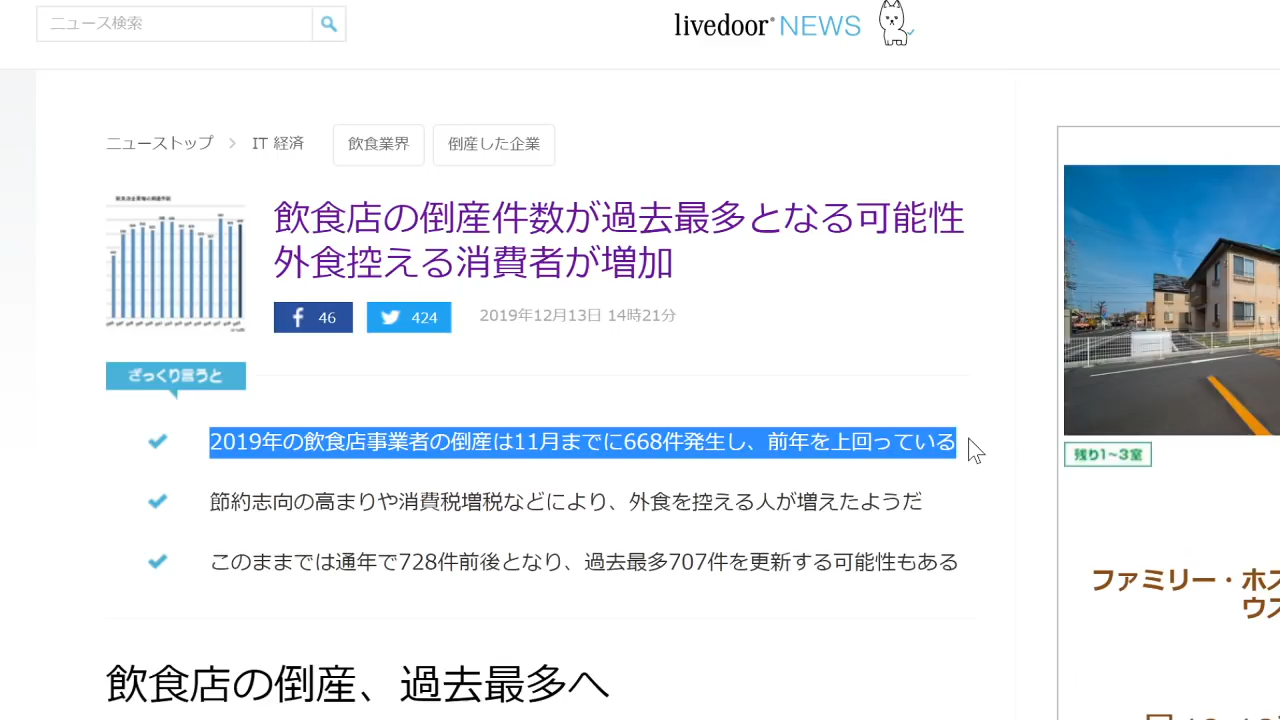 ニュース検索
livedoor NEWS
ニューストップ > IT 経済 飲食業界 倒産した企業
飲食店の倒産件数が過去最多となる可能性
外食控える消費者が増加
46 424 2019年12月13日 14時21分
ざっくり言うと
2019年の飲食店事業者の倒産は11月までに668件発生し、前年を上回っている
節約志向の高まりや消費税増税などにより、外食を控える人が増えたようだ
このままでは通年で728件前後となり、過去最多707件を更新する可能性もある
飲食店の倒産、過去最多へ
残り1~3室
ファミリー・ホス
ウス